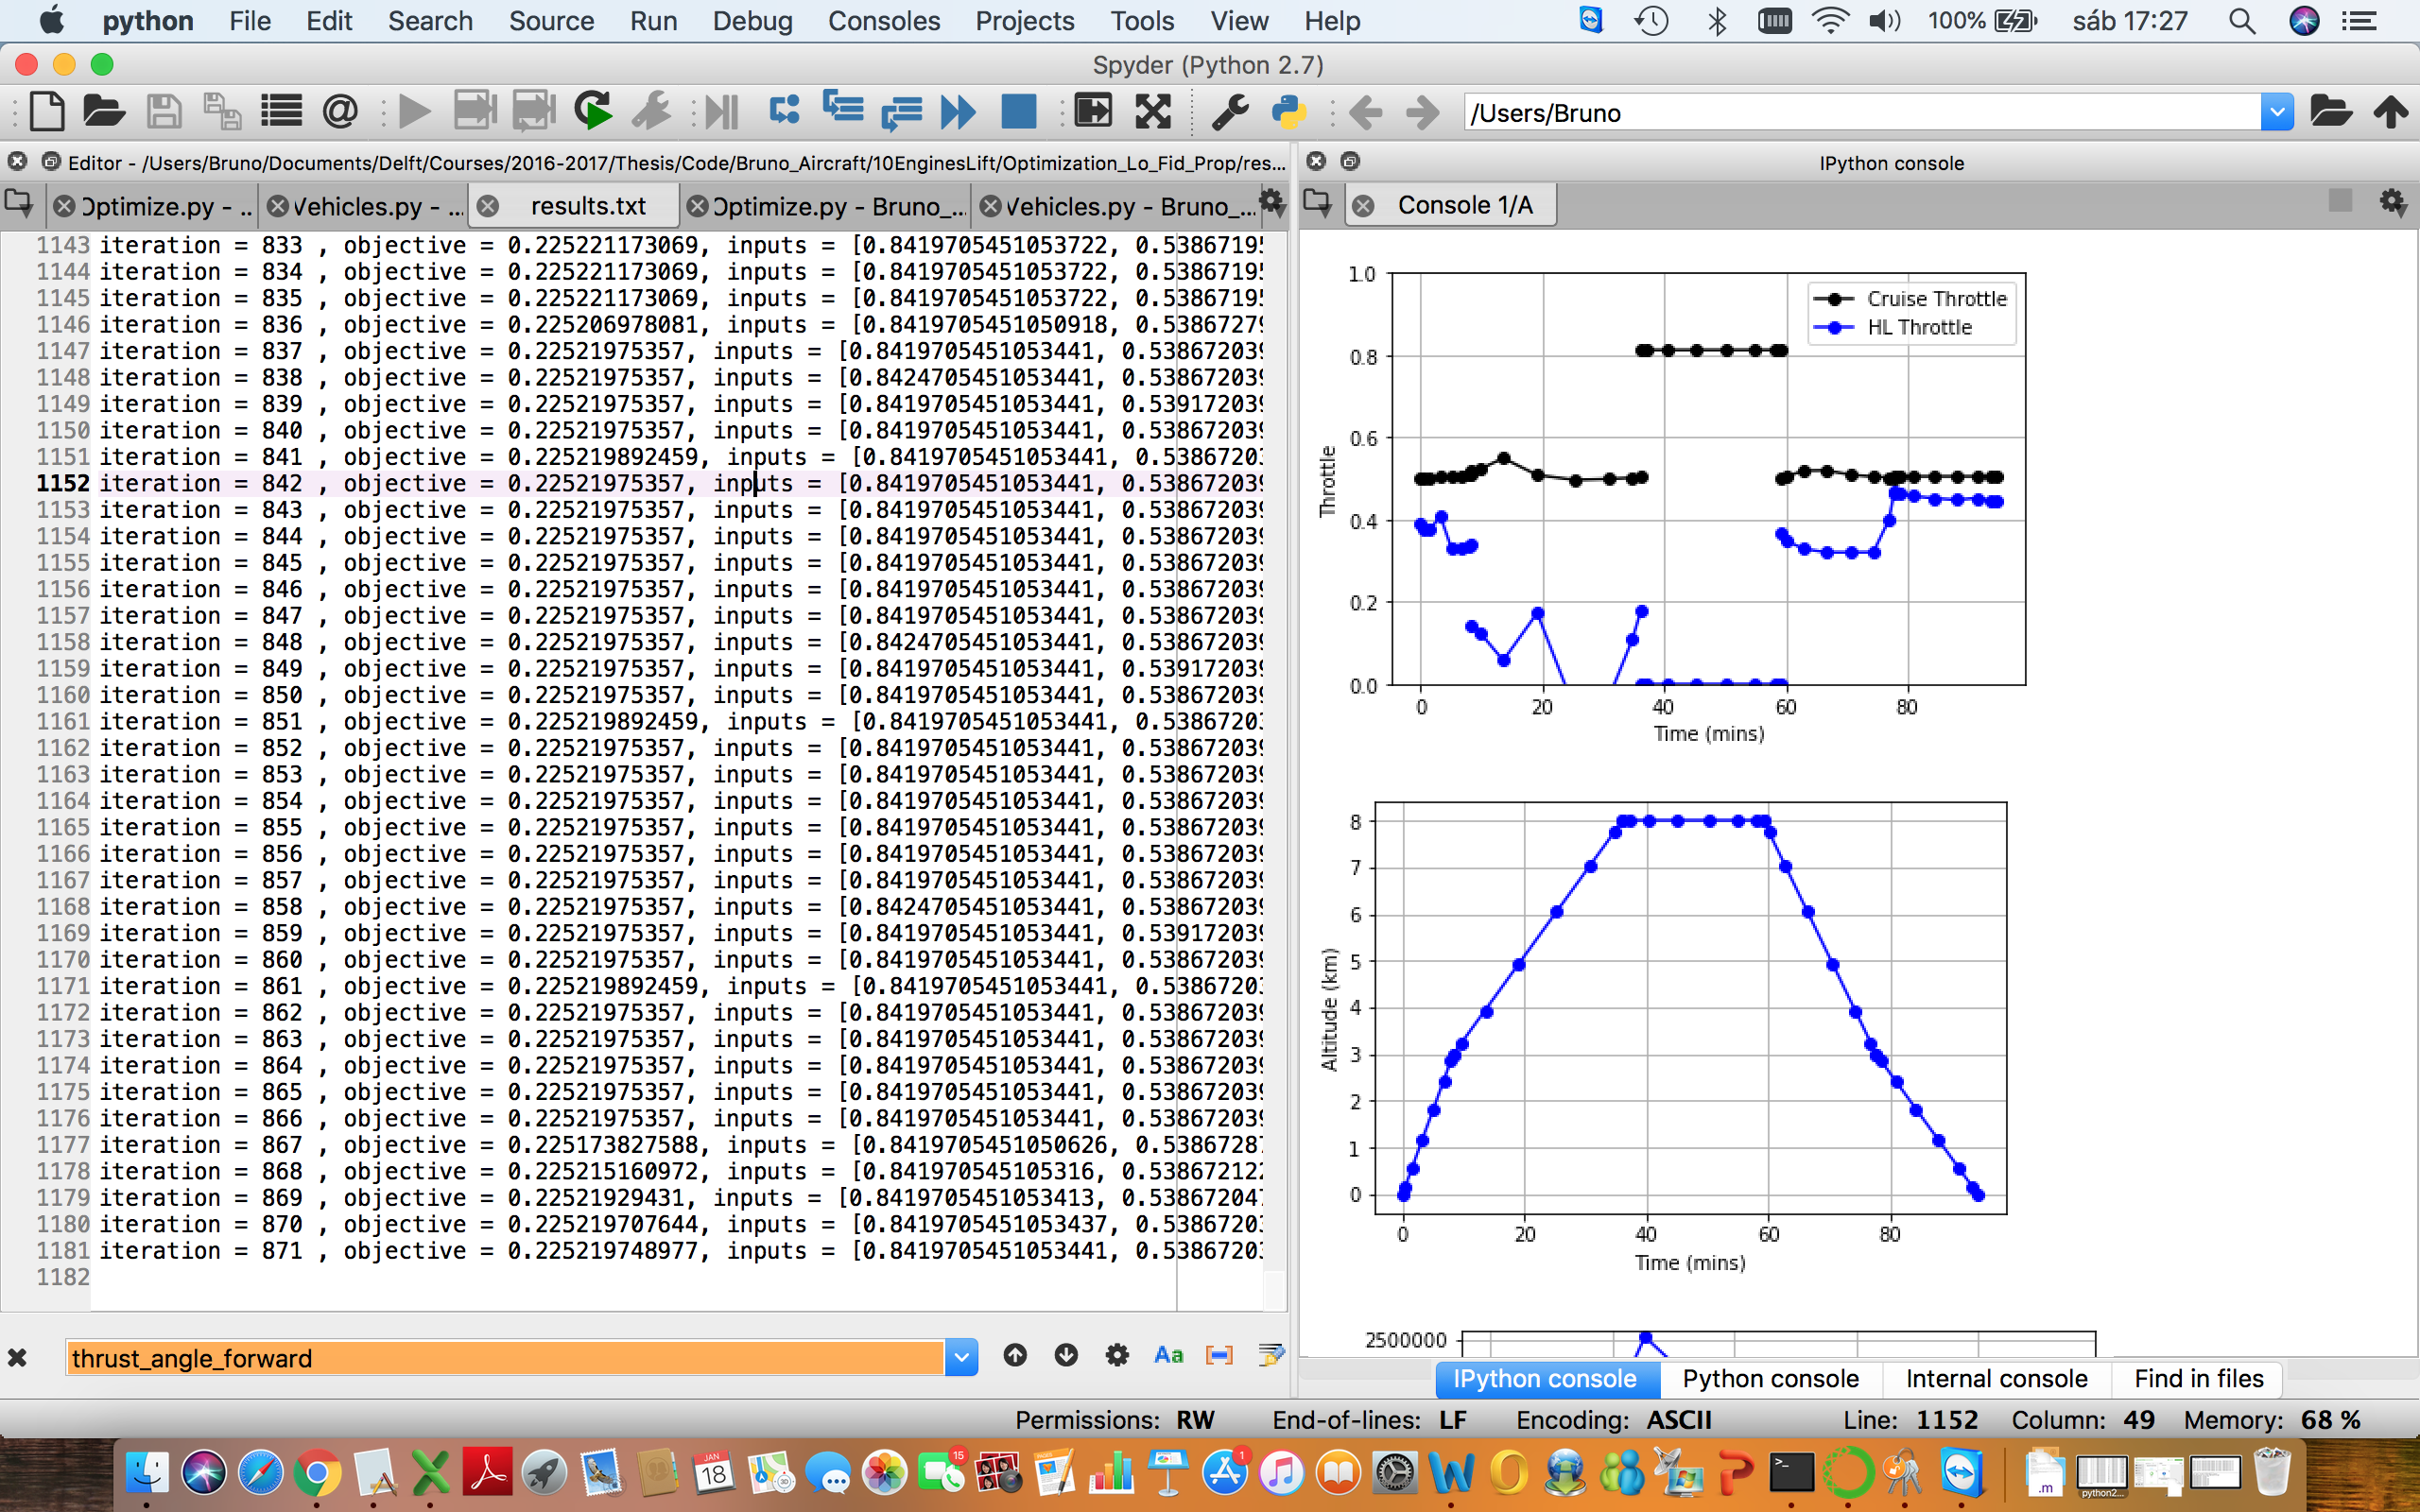 python File Edit Search Source Run Debug Consoles Projects Tools View Help 100% sáb 17:27
Spyder (Python 2.7)
/Users/Bruno
Editor - /Users/Bruno/Documents/Delft/Courses/2016-2017/Thesis/Code/Bruno_Aircraft/10EnginesLift/Optimization_Lo_Fid_Prop/res...
Optimize.py - .. Vehicles.py - ... results.txt Optimize.py - Bruno_... Vehicles.py - Bruno_...
1143 iteration = 833 , objective = 0.225221173069, inputs = [0.8419705451053722, 0.5386719
1144 iteration = 834 , objective = 0.225221173069, inputs = [0.8419705451053722, 0.5386719
1145 iteration = 835 , objective = 0.225221173069, inputs = [0.8419705451053722, 0.5386719
1146 iteration = 836 , objective = 0.225206978081, inputs = [0.8419705451050918, 0.5386727
1147 iteration = 837 , objective = 0.22521975357, inputs = [0.8419705451053441, 0.53867203
1148 iteration = 838 , objective = 0.22521975357, inputs = [0.8424705451053441, 0.53867203
1149 iteration = 839 , objective = 0.22521975357, inputs = [0.8419705451053441, 0.53917203
1150 iteration = 840 , objective = 0.22521975357, inputs = [0.8419705451053441, 0.53867203
1151 iteration = 841 , objective = 0.225219892459, inputs = [0.8419705451053441, 0.5386720
1152 iteration = 842 , objective = 0.22521975357, inputs = [0.8419705451053441, 0.53867203
1153 iteration = 843 , objective = 0.22521975357, inputs = [0.8419705451053441, 0.53867203
1154 iteration = 844 , objective = 0.22521975357, inputs = [0.8419705451053441, 0.53867203
1155 iteration = 845 , objective = 0.22521975357, inputs = [0.8419705451053441, 0.53867203
1156 iteration = 846 , objective = 0.22521975357, inputs = [0.8419705451053441, 0.53867203
1157 iteration = 847 , objective = 0.22521975357, inputs = [0.8419705451053441, 0.53867203
1158 iteration = 848 , objective = 0.22521975357, inputs = [0.8424705451053441, 0.53867203
1159 iteration = 849 , objective = 0.22521975357, inputs = [0.8419705451053441, 0.53917203
1160 iteration = 850 , objective = 0.22521975357, inputs = [0.8419705451053441, 0.53867203
1161 iteration = 851 , objective = 0.225219892459, inputs = [0.8419705451053441, 0.5386720
1162 iteration = 852 , objective = 0.22521975357, inputs = [0.8419705451053441, 0.53867203
1163 iteration = 853 , objective = 0.22521975357, inputs = [0.8419705451053441, 0.53867203
1164 iteration = 854 , objective = 0.22521975357, inputs = [0.8419705451053441, 0.53867203
1165 iteration = 855 , objective = 0.22521975357, inputs = [0.8419705451053441, 0.53867203
1166 iteration = 856 , objective = 0.22521975357, inputs = [0.8419705451053441, 0.53867203
1167 iteration = 857 , objective = 0.22521975357, inputs = [0.8419705451053441, 0.53867203
1168 iteration = 858 , objective = 0.22521975357, inputs = [0.8424705451053441, 0.53867203
1169 iteration = 859 , objective = 0.22521975357, inputs = [0.8419705451053441, 0.53917203
1170 iteration = 860 , objective = 0.22521975357, inputs = [0.8419705451053441, 0.53867203
1171 iteration = 861 , objective = 0.225219892459, inputs = [0.8419705451053441, 0.5386720
1172 iteration = 862 , objective = 0.22521975357, inputs = [0.8419705451053441, 0.53867203
1173 iteration = 863 , objective = 0.22521975357, inputs = [0.8419705451053441, 0.53867203
1174 iteration = 864 , objective = 0.22521975357, inputs = [0.8419705451053441, 0.53867203
1175 iteration = 865 , objective = 0.22521975357, inputs = [0.8419705451053441, 0.53867203
1176 iteration = 866 , objective = 0.22521975357, inputs = [0.8419705451053441, 0.53867203
1177 iteration = 867 , objective = 0.225173827588, inputs = [0.8419705451050626, 0.5386728
1178 iteration = 868 , objective = 0.225215160972, inputs = [0.841970545105316, 0.53867212
1179 iteration = 869 , objective = 0.22521929431, inputs = [0.8419705451053413, 0.53867204
1180 iteration = 870 , objective = 0.225219707644, inputs = [0.8419705451053437, 0.5386720
1181 iteration = 871 , objective = 0.225219748977, inputs = [0.8419705451053441, 0.5386720
1182
thrust_angle_forward
Aa
IPython console
Console 1/A
1.0
0.8
0.6
0.4
0.2
0.0
Throttle
Cruise Throttle
HL Throttle
0 20 40 60 80
Time (mins)
8
7
6
5
4
3
2
1
0
Altitude (km)
0 20 40 60 80
Time (mins)
2500000
IPython console Python console Internal console Find in files
Permissions: RW End-of-lines: LF Encoding: ASCII Line: 1152 Column: 49 Memory: 68 %
JAN
18
15
1
.m
python2...